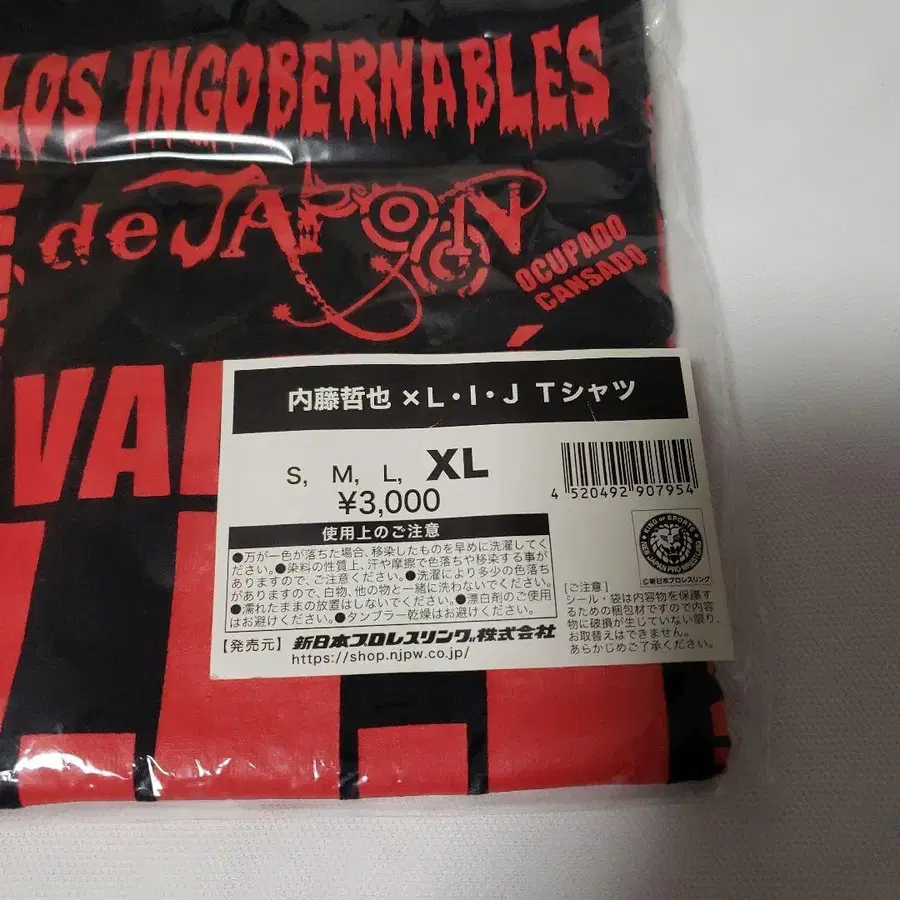 LOS INGOBERNABLES
de JAPON
OCUPADO
CANSADO
内藤哲也 ×L・I・J Tシャツ
S, M, L, XL
¥3,000
4 520492 907954
使用上のご注意
●万が一色が落ちた場合、移染したものを早めに洗濯してく
ださい。●染料の性質上、汗や摩擦で色落ちや移染する事が
ありますので、ご注意ください。●洗濯により多少の色落ち
がありますので、白物、他の物と一緒に洗わないでください。
●濡れたままの放置はしないでください。●漂白剤のご使用
はお避けください。●タンブラー乾燥はお避けください。
【発売元】新日本プロレスリング株式会社
https://shop.njpw.co.jp/
KING OF SPORTS
NEW JAPAN PRO-WRESTLING
©新日本プロレスリング
[ご注意]
シール・袋は内容物を保護す
るための梱包材ですので内容
物に破損が生じていない限り、
お取替えはできません。
あらかじめご了承ください。